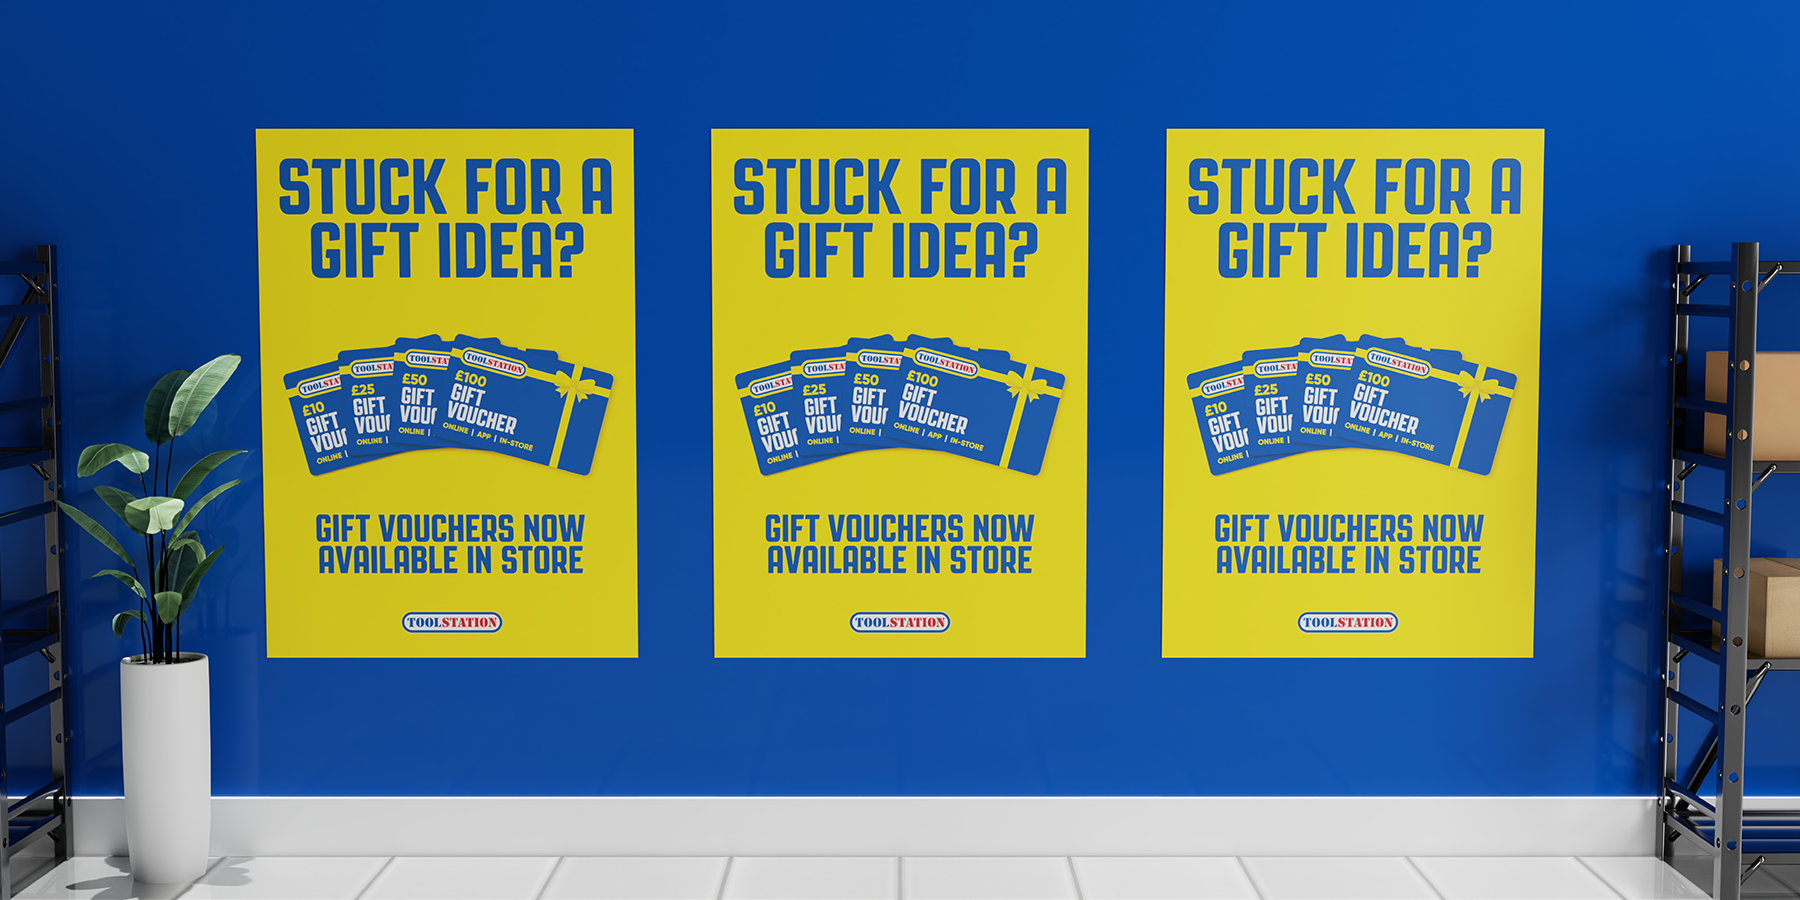 STUCK FOR A
GIFT IDEA?
TOOLSTA
£10
GIFT
VOU
ONLINE |
TOOLSTA
£25
GIFT
VOU
ONLINE |
TOOLSTA
£50
GIFT
VOU
ONLINE |
TOOLSTATION
£100
GIFT
VOUCHER
ONLINE | APP | IN-STORE
GIFT VOUCHERS NOW
AVAILABLE IN STORE
TOOLSTATION
STUCK FOR A
GIFT IDEA?
TOOLSTA
£10
GIFT
VOU
ONLINE |
TOOLSTA
£25
GIFT
VOU
ONLINE |
TOOLSTA
£50
GIFT
VOU
ONLINE |
TOOLSTATION
£100
GIFT
VOUCHER
ONLINE | APP | IN-STORE
GIFT VOUCHERS NOW
AVAILABLE IN STORE
TOOLSTATION
STUCK FOR A
GIFT IDEA?
TOOLSTA
£10
GIFT
VOU
ONLINE |
TOOLSTA
£25
GIFT
VOU
ONLINE |
TOOLSTA
£50
GIFT
VOU
ONLINE |
TOOLSTATION
£100
GIFT
VOUCHER
ONLINE | APP | IN-STORE
GIFT VOUCHERS NOW
AVAILABLE IN STORE
TOOLSTATION